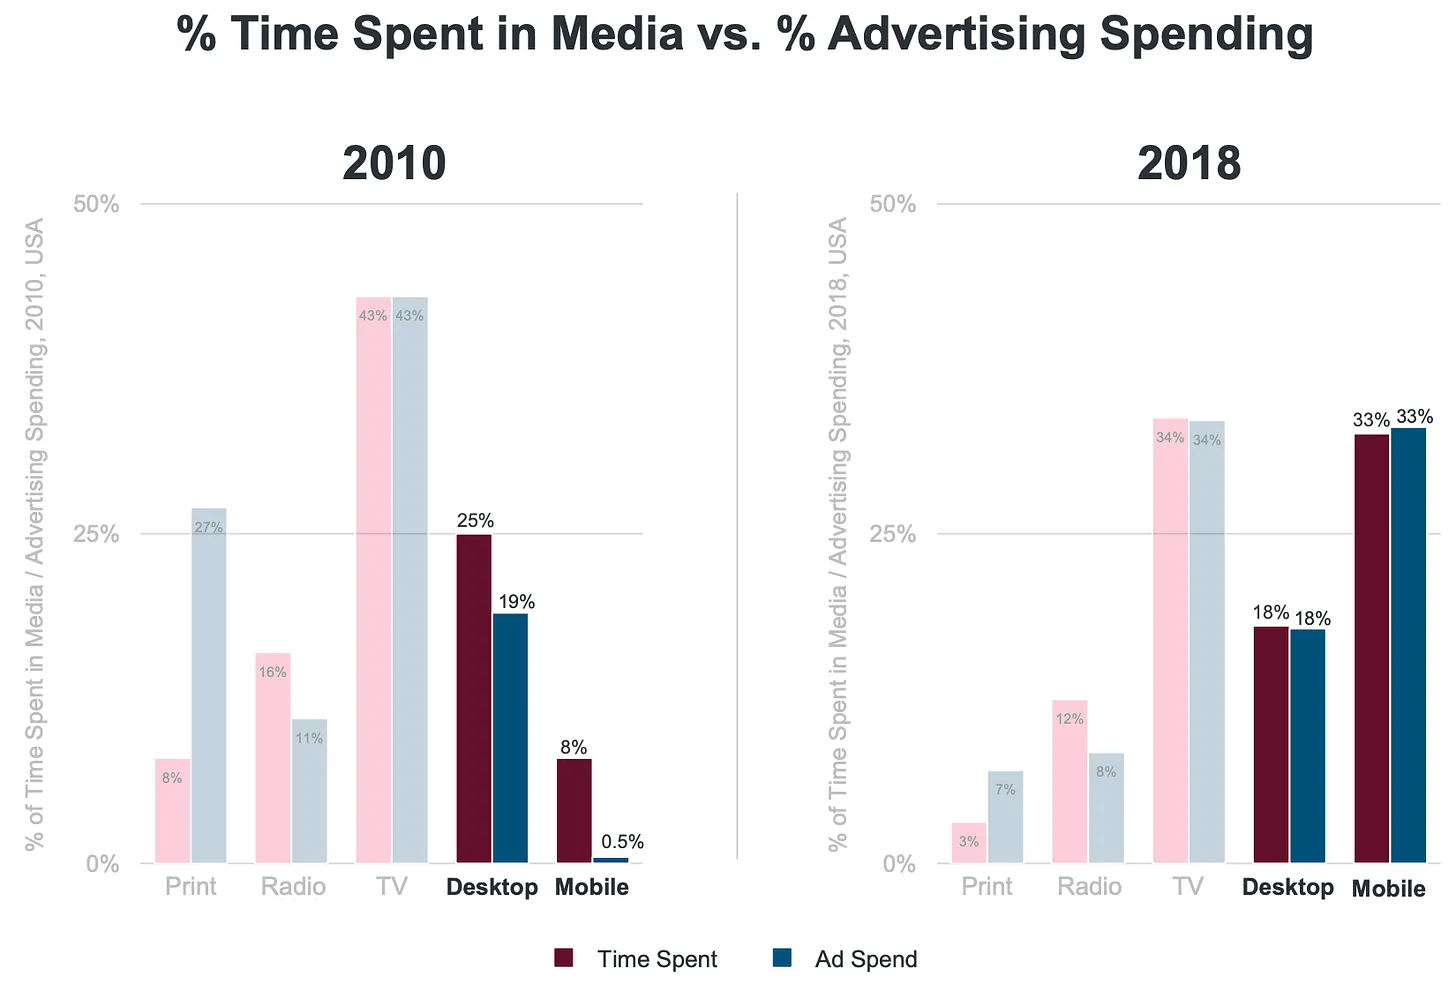 % Time Spent in Media vs. % Advertising Spending
2010
% of Time Spent in Media / Advertising Spending, 2010, USA
50%
25%
0%
8%
27%
16%
11%
43%
43%
25%
19%
8%
0.5%
Print
Radio
TV
Desktop
Mobile
2018
% of Time Spent in Media / Advertising Spending, 2018, USA
50%
25%
0%
3%
7%
12%
8%
34%
34%
18%
18%
33%
33%
Print
Radio
TV
Desktop
Mobile
Time Spent
Ad Spend